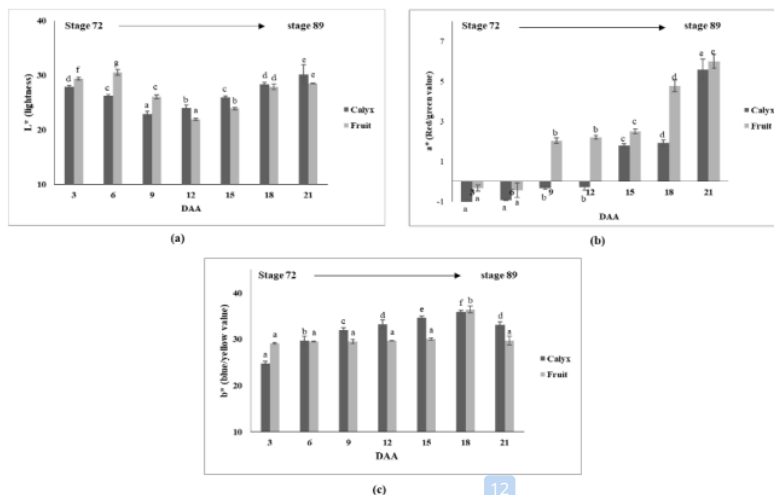 Stage 72 stage 89
40
30
20
10
L* (lightness)
d f c g a e b a c b d d e e
Calyx
Fruit
3 6 9 12 15 18 21
DAA
(a)
Stage 72 stage 89
7
5
3
1
-1
a* (Red/green value)
a a a a b b b b c c b d e e
Calyx
Fruit
3 6 9 12 15 18 21
DAA
(b)
Stage 72 stage 89
40
30
20
10
b* (blue/yellow value)
a a b a c a d a e a f b d a
Calyx
Fruit
3 6 9 12 15 18 21
DAA
(c)
12